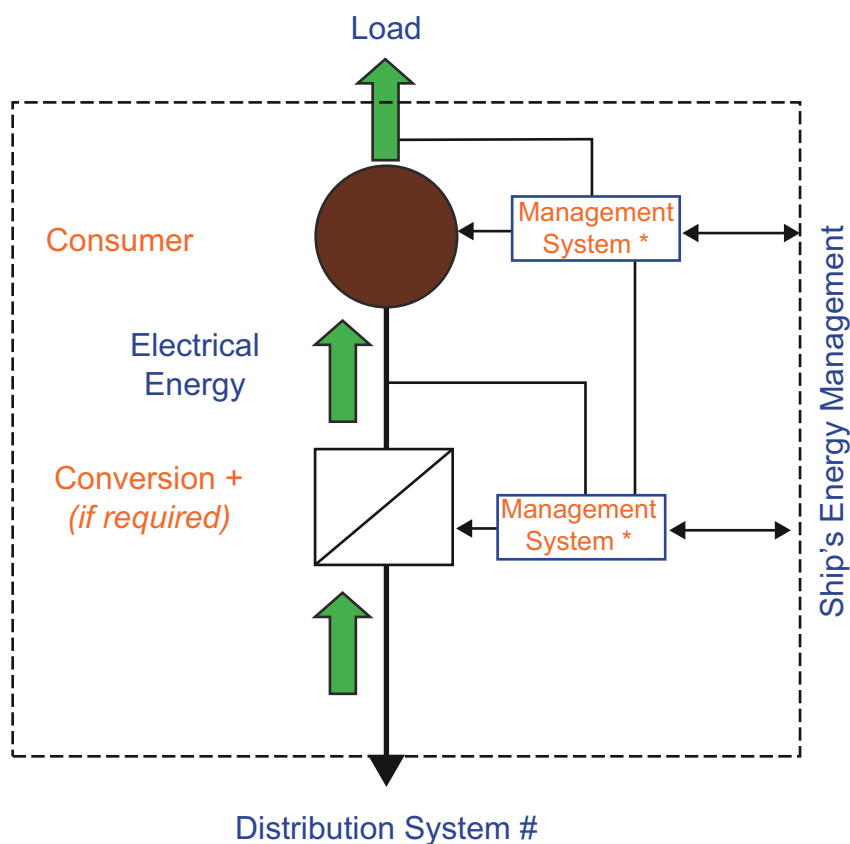 Load
Consumer
Management
System *
Electrical
Energy
Conversion +
(if required)
Management
System *
Ship's Energy Management
Distribution System #